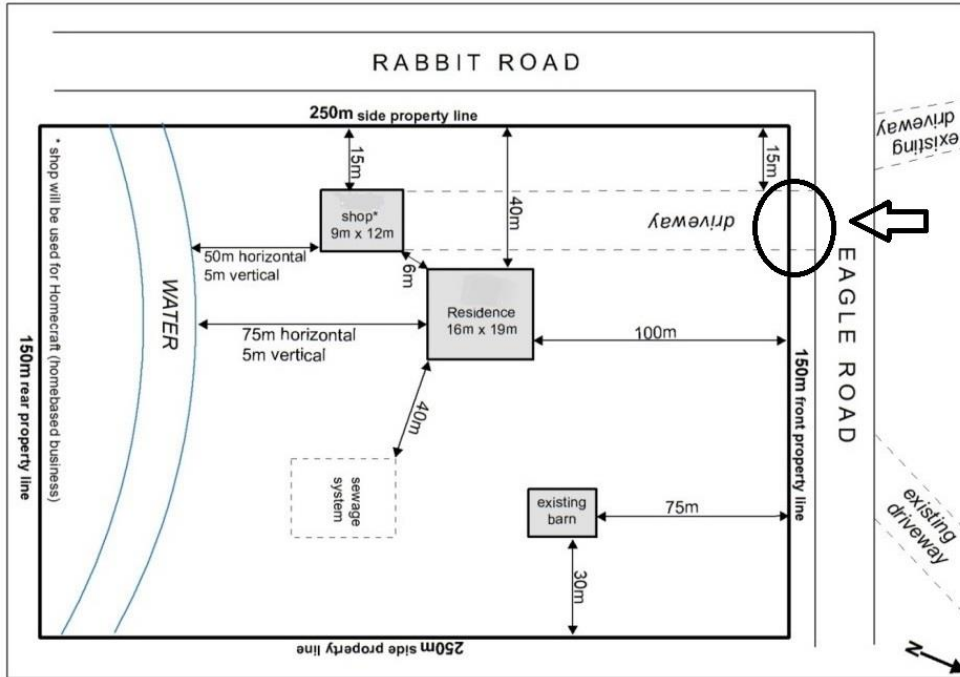 RABBIT ROAD
250m side property line
existing
driveway
15m
40m
15m
* shop will be used for Homecraft (homebased business)
shop*
9m x 12m
driveway
50m horizontal
5m vertical
6m
EAGLE ROAD
WATER
Residence
16m x 19m
75m horizontal
5m vertical
100m
150m rear property line
150m front property line
40m
sewage
system
existing
barn
75m
existing
driveway
30m
250m side property line
N